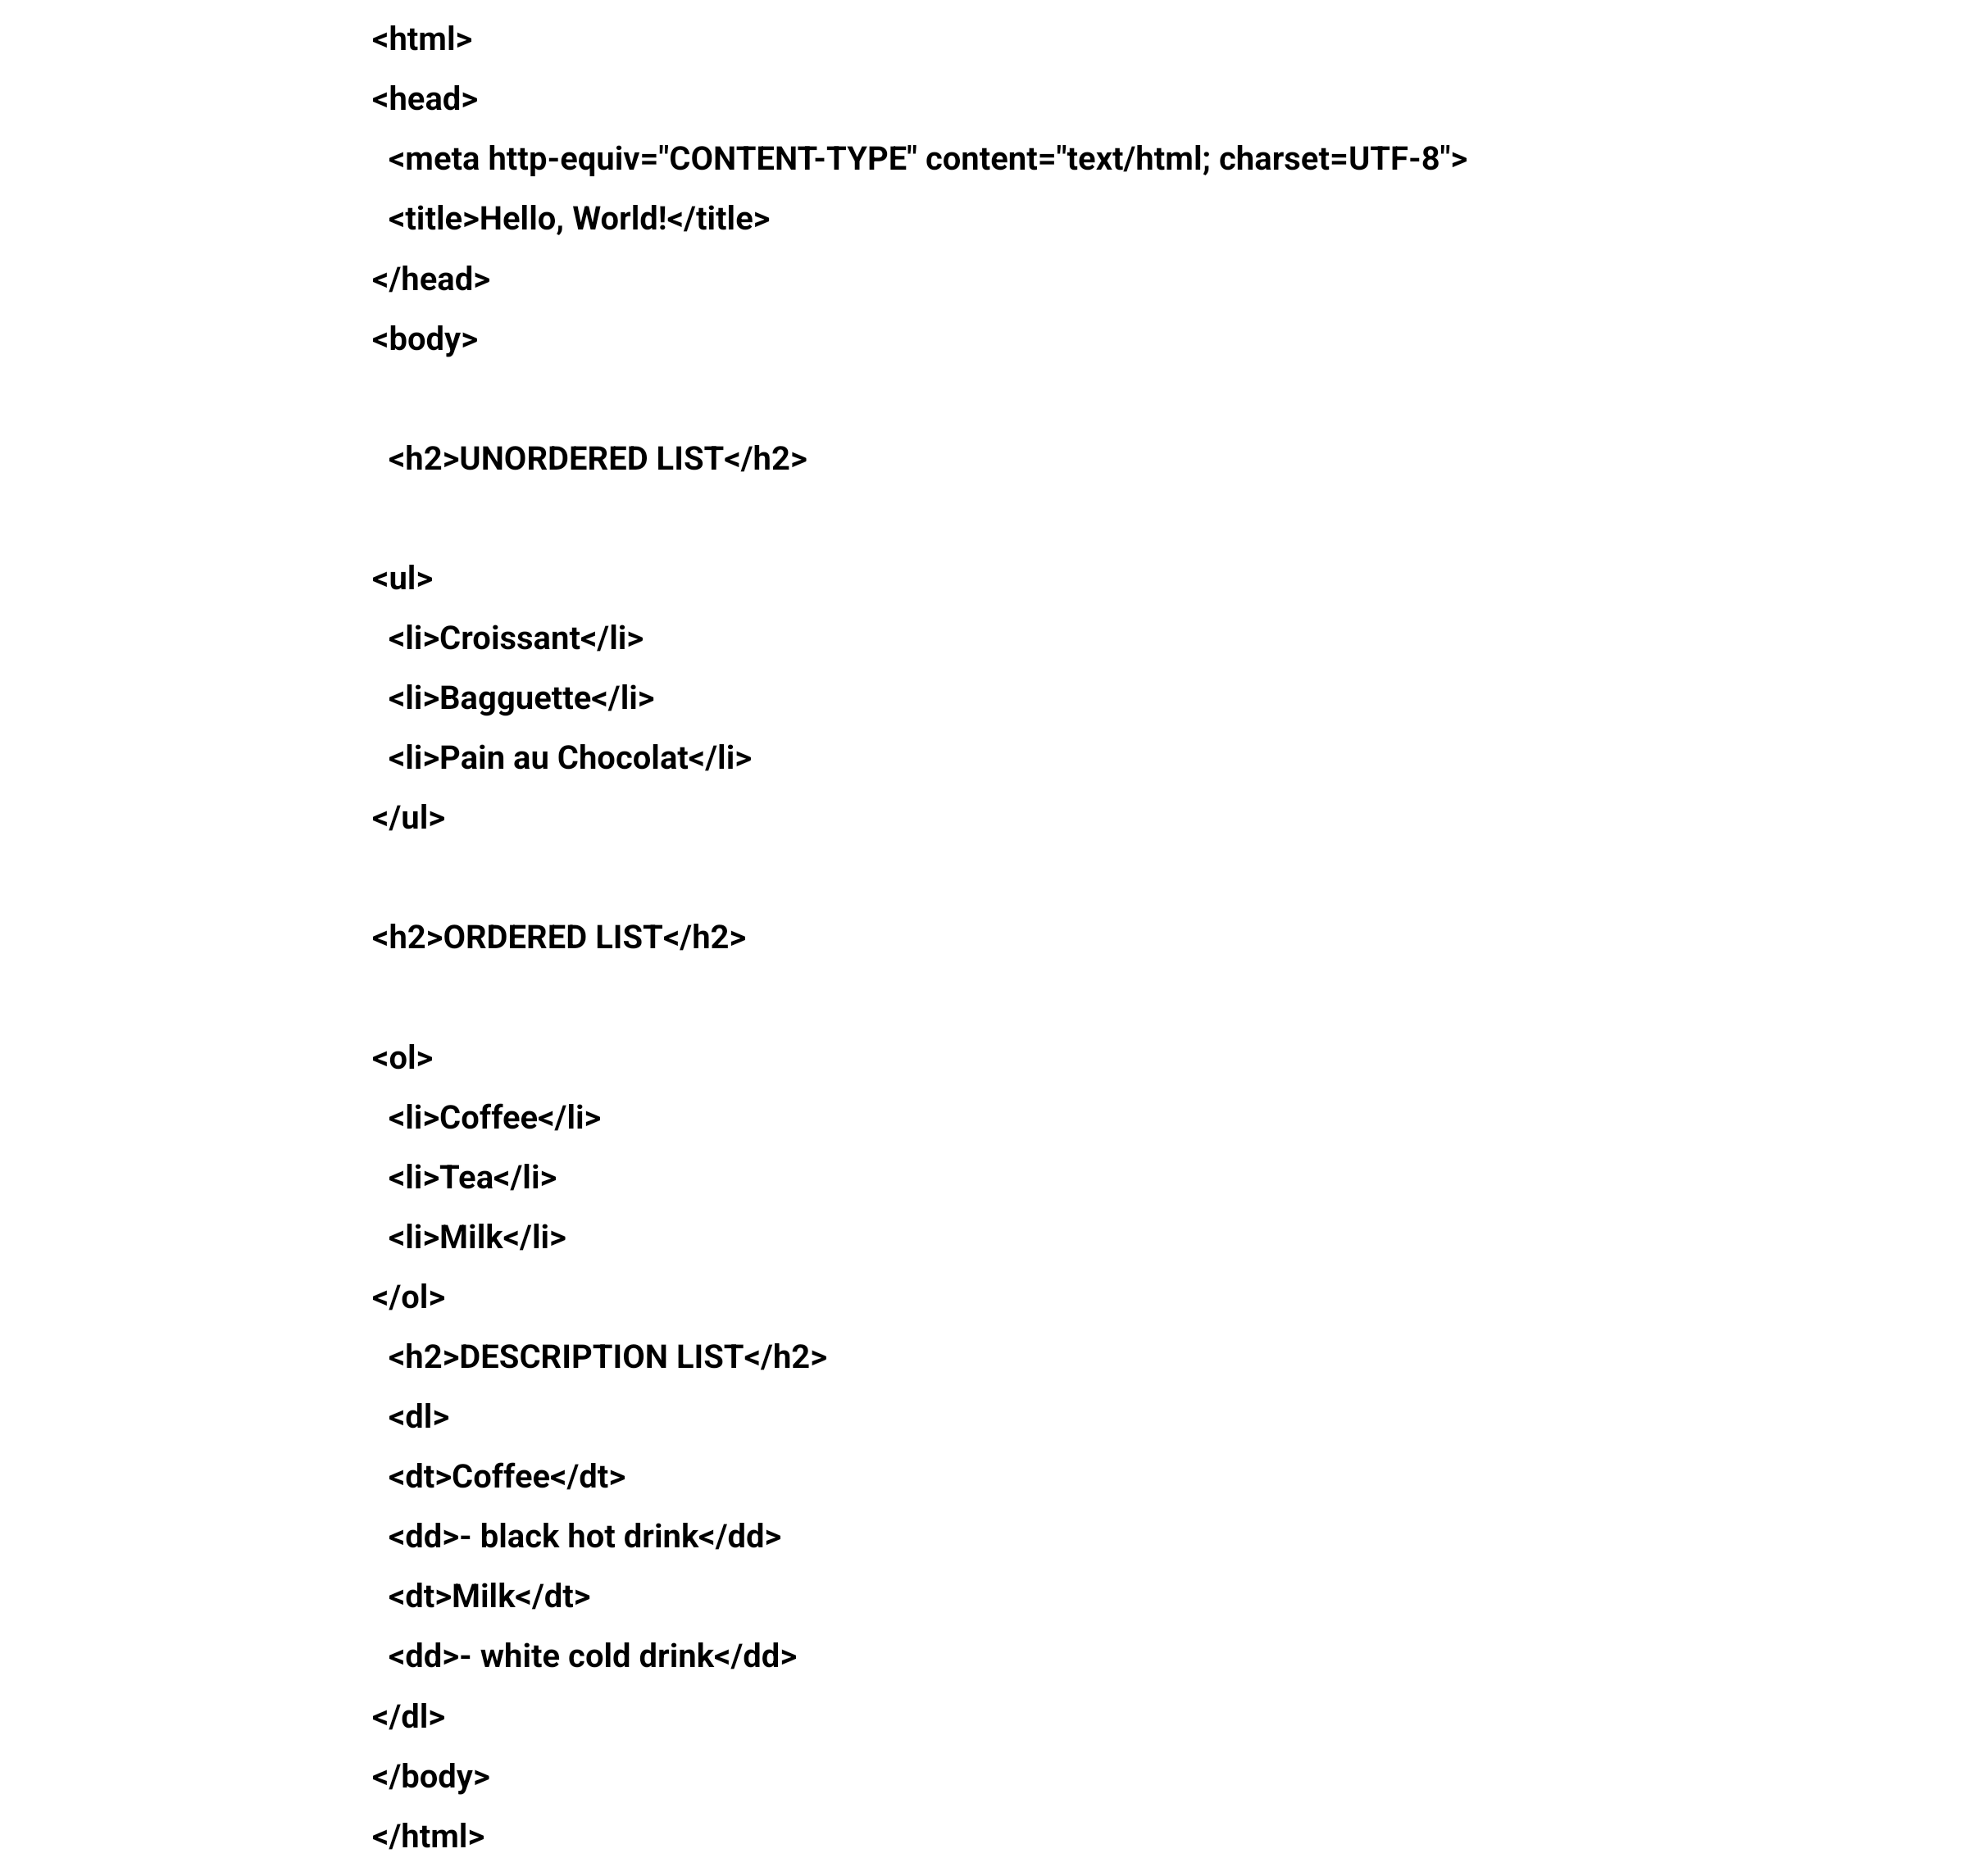 <html>
<head>
<meta http-equiv="CONTENT-TYPE" content="text/html; charset=UTF-8">
<title>Hello, World!</title>
</head>
<body>
<h2>UNORDERED LIST</h2>
<ul>
<li>Croissant</li>
<li>Bagguette</li>
<li>Pain au Chocolat</li>
</ul>
<h2>ORDERED LIST</h2>
<ol>
<li>Coffee</li>
<li>Tea</li>
<li>Milk</li>
</ol>
<h2>DESCRIPTION LIST</h2>
<dl>
<dt>Coffee</dt>
<dd>- black hot drink</dd>
<dt>Milk</dt>
<dd>- white cold drink</dd>
</dl>
</body>
</html>